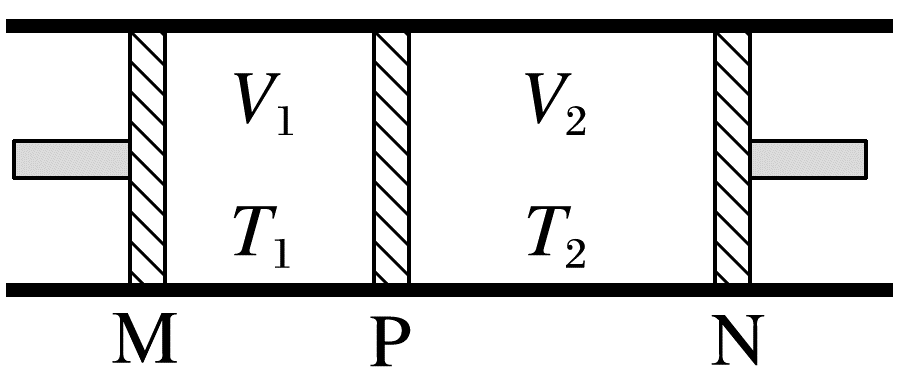 V₁ V₂
T₁ T₂
M P N